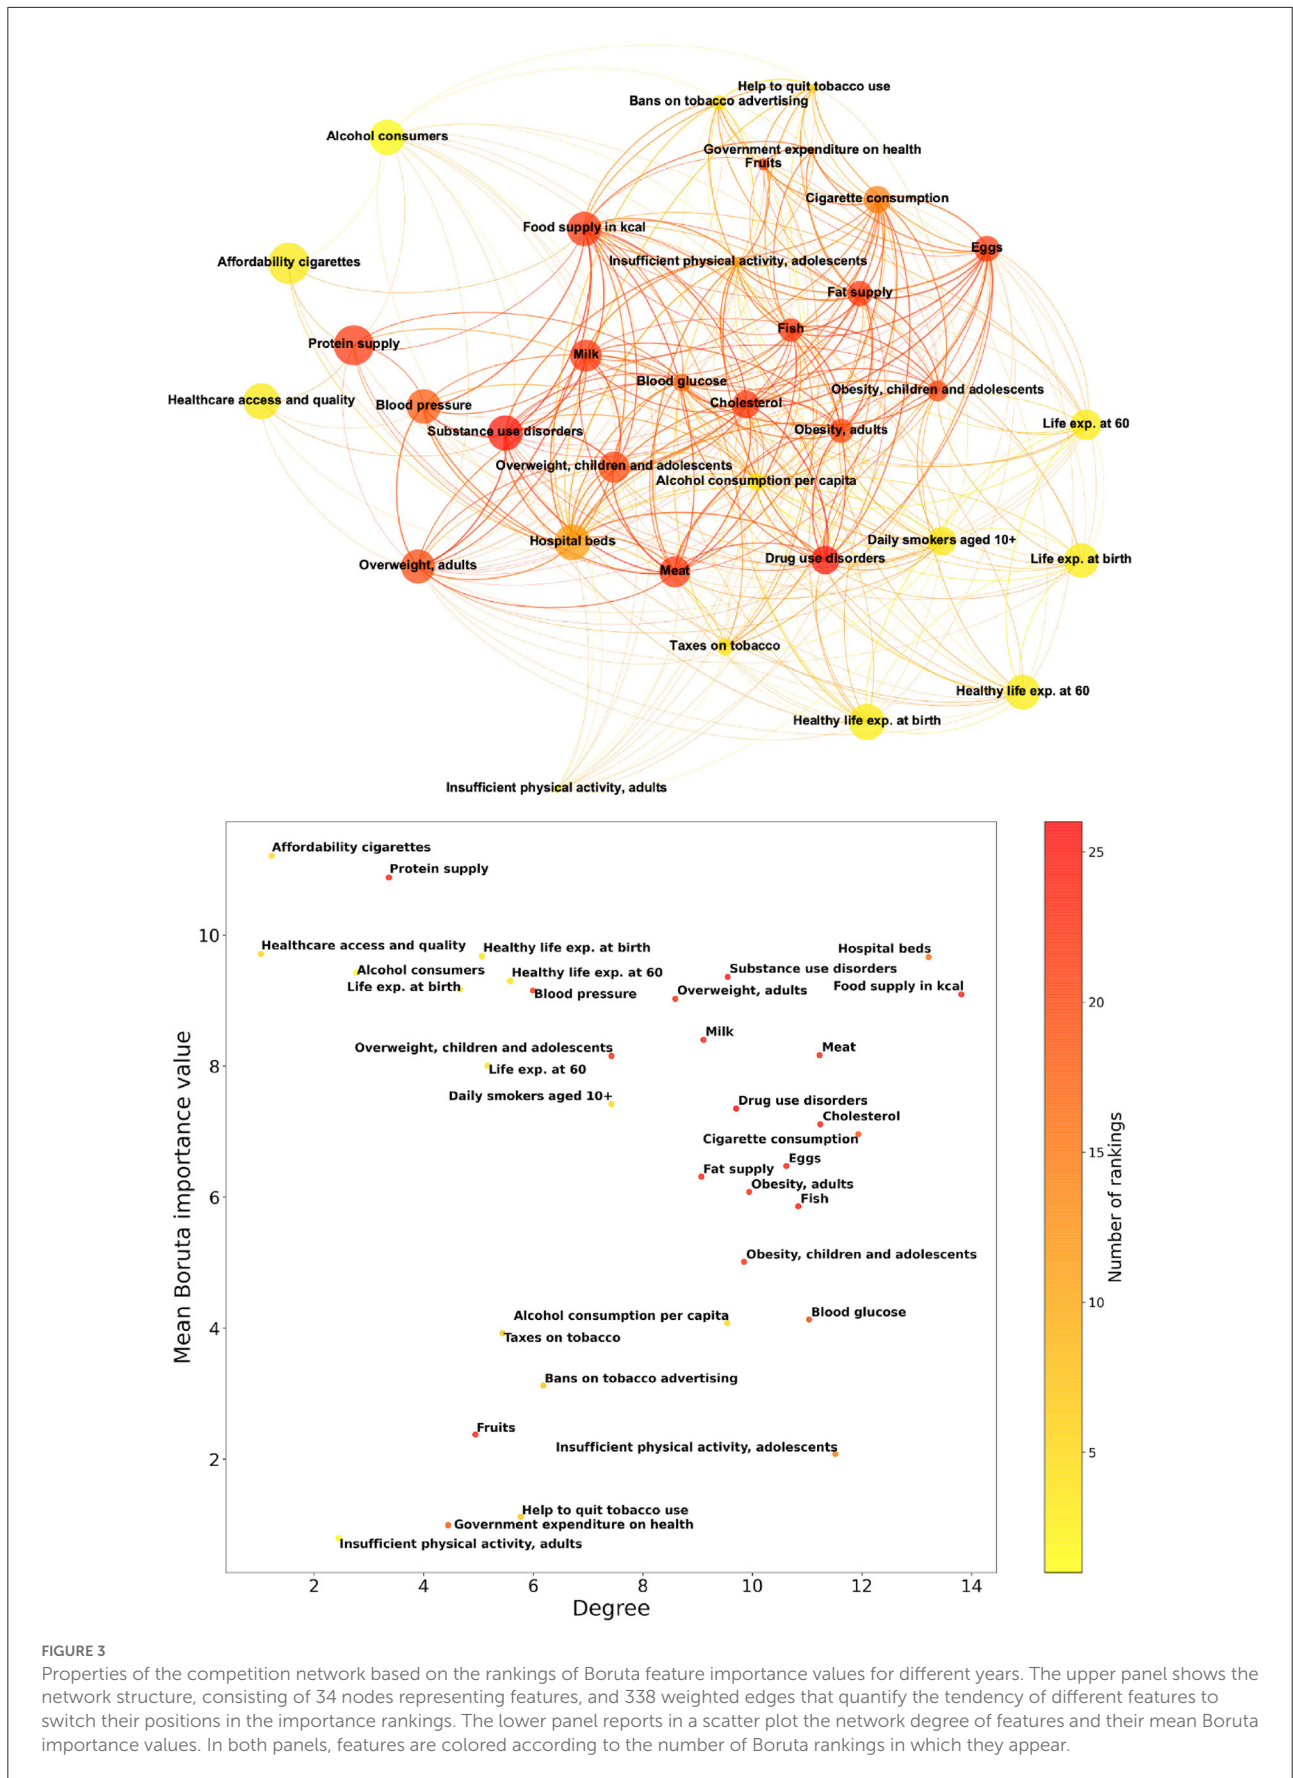 Help to quit tobacco use
Bans on tobacco advertising
Alcohol consumers
Government expenditure on health
Fruits
Cigarette consumption
Food supply in kcal
Eggs
Affordability cigarettes
Insufficient physical activity, adolescents
Fat supply
Fish
Protein supply
Milk
Blood glucose
Obesity, children and adolescents
Healthcare access and quality
Blood pressure
Cholesterol
Life exp. at 60
Substance use disorders
Obesity, adults
Overweight, children and adolescents
Alcohol consumption per capita
Hospital beds
Daily smokers aged 10+
Overweight, adults
Meat
Drug use disorders
Life exp. at birth
Taxes on tobacco
Healthy life exp. at 60
Healthy life exp. at birth
Insufficient physical activity, adults
Affordability cigarettes
Protein supply
Healthcare access and quality
Healthy life exp. at birth
Hospital beds
Alcohol consumers
Healthy life exp. at 60
Substance use disorders
Life exp. at birth
Blood pressure
Overweight, adults
Food supply in kcal
Milk
Overweight, children and adolescents
Meat
Life exp. at 60
Daily smokers aged 10+
Drug use disorders
Cholesterol
Cigarette consumption
Eggs
Fat supply
Obesity, adults
Fish
Obesity, children and adolescents
Alcohol consumption per capita
Blood glucose
Taxes on tobacco
Bans on tobacco advertising
Fruits
Insufficient physical activity, adolescents
Help to quit tobacco use
Government expenditure on health
Insufficient physical activity, adults
10
8
6
4
2
Mean Boruta importance value
2 4 6 8 10 12 14
Degree
25
20
15
10
5
Number of rankings
FIGURE 3
Properties of the competition network based on the rankings of Boruta feature importance values for different years. The upper panel shows the
network structure, consisting of 34 nodes representing features, and 338 weighted edges that quantify the tendency of different features to
switch their positions in the importance rankings. The lower panel reports in a scatter plot the network degree of features and their mean Boruta
importance values. In both panels, features are colored according to the number of Boruta rankings in which they appear.